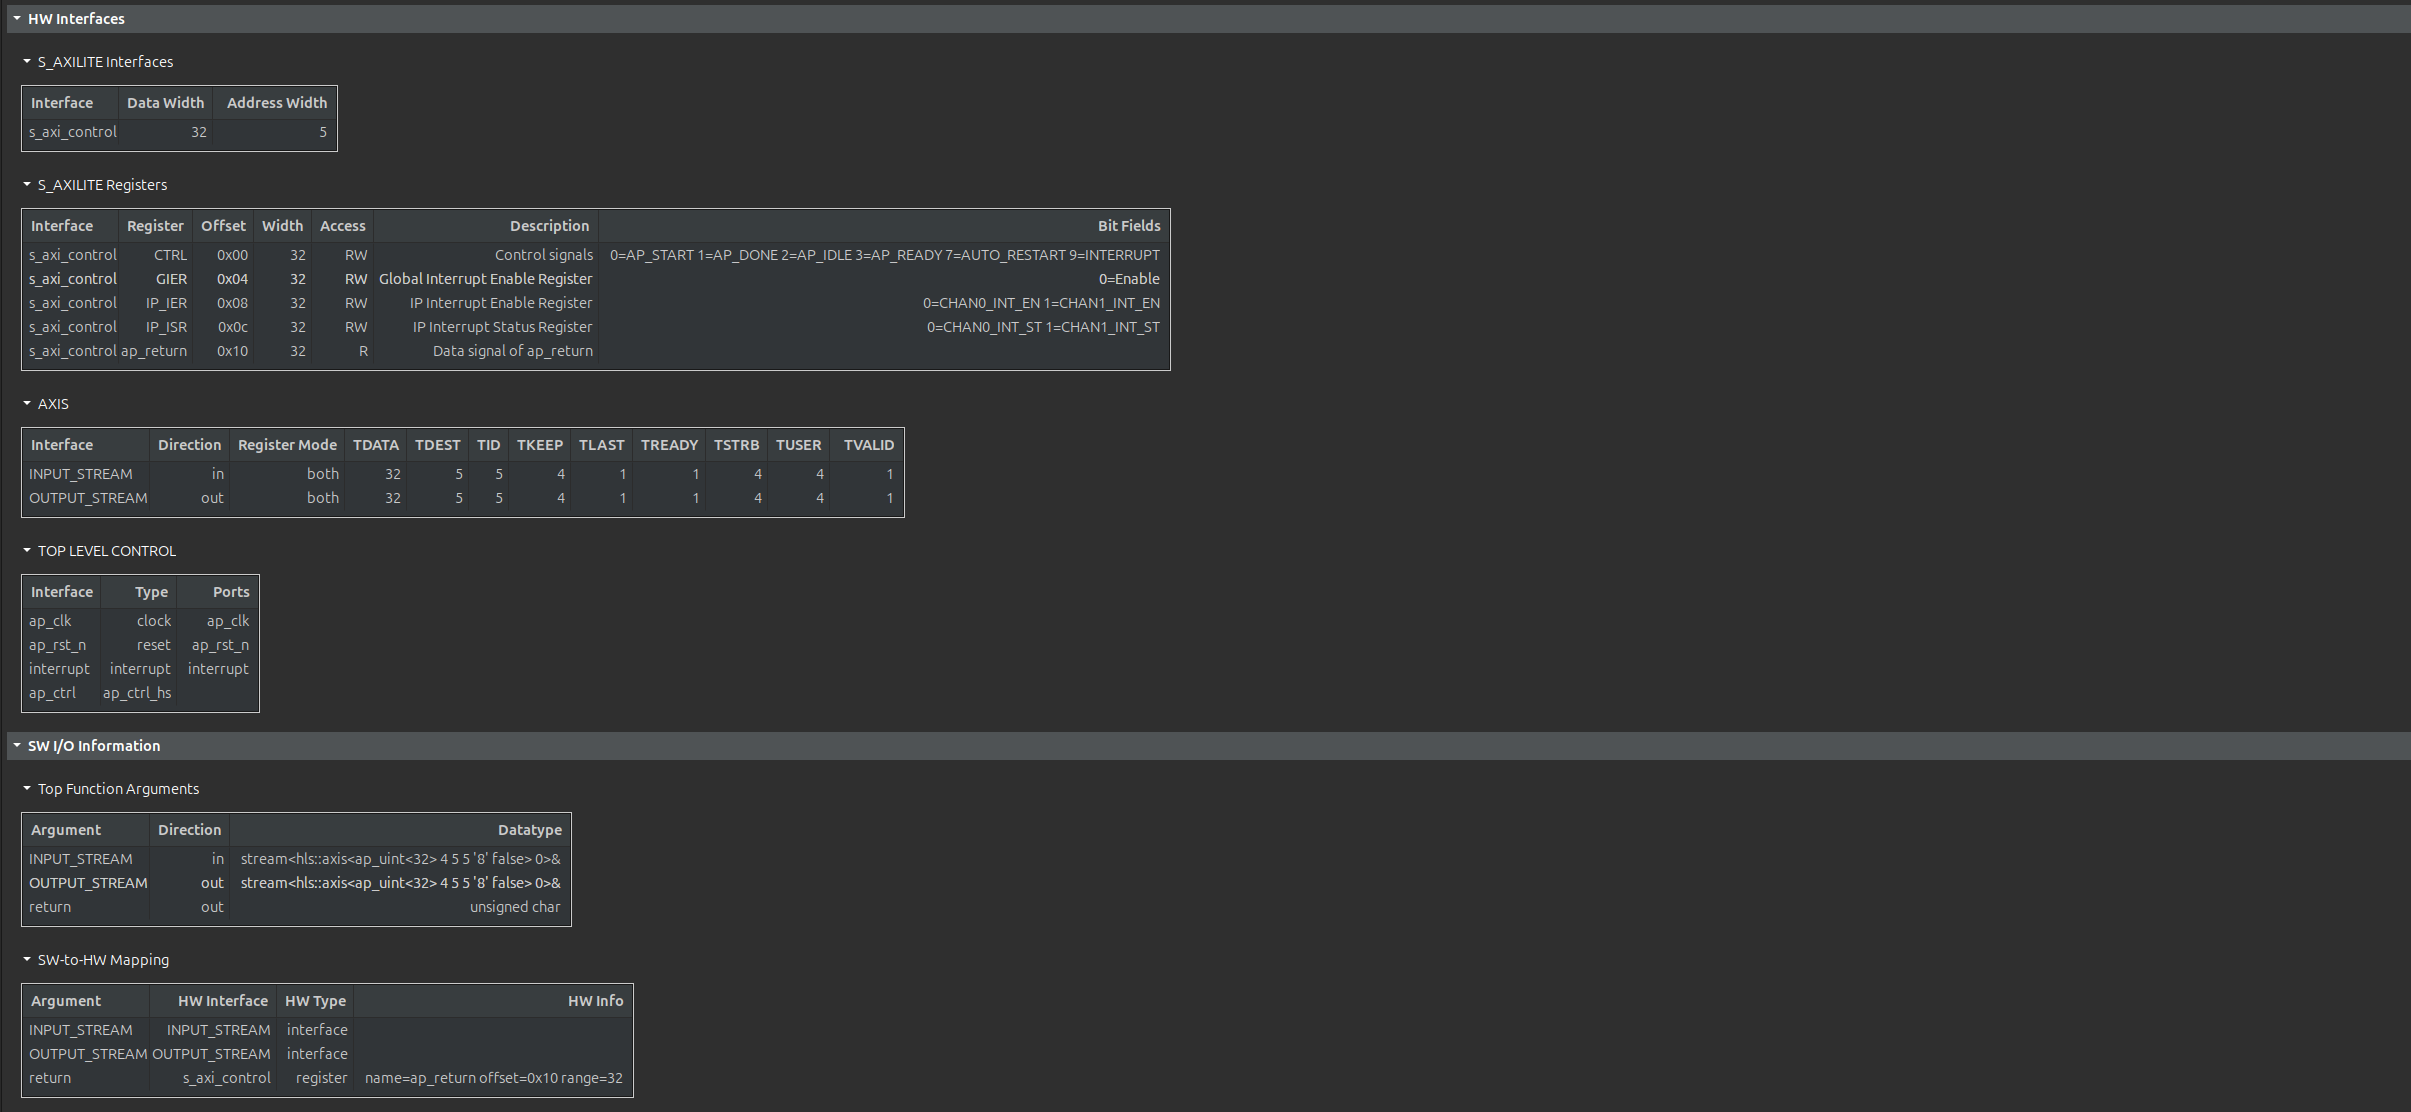 HW Interfaces
S_AXILITE Interfaces
Interface Data Width Address Width
s_axi_control 32 5
S_AXILITE Registers
Interface Register Offset Width Access Description Bit Fields
s_axi_control CTRL 0x00 32 RW Control signals 0=AP_START 1=AP_DONE 2=AP_IDLE 3=AP_READY 7=AUTO_RESTART 9=INTERRUPT
s_axi_control GIER 0x04 32 RW Global Interrupt Enable Register 0=Enable
s_axi_control IP_IER 0x08 32 RW IP Interrupt Enable Register 0=CHAN0_INT_EN 1=CHAN1_INT_EN
s_axi_control IP_ISR 0x0c 32 RW IP Interrupt Status Register 0=CHAN0_INT_ST 1=CHAN1_INT_ST
s_axi_control ap_return 0x10 32 R Data signal of ap_return
AXIS
Interface Direction Register Mode TDATA TDEST TID TKEEP TLAST TREADY TSTRB TUSER TVALID
INPUT_STREAM in both 32 5 5 4 1 1 4 4 1
OUTPUT_STREAM out both 32 5 5 4 1 1 4 4 1
TOP LEVEL CONTROL
Interface Type Ports
ap_clk clock ap_clk
ap_rst_n reset ap_rst_n
interrupt interrupt interrupt
ap_ctrl ap_ctrl_hs
SW I/O Information
Top Function Arguments
Argument Direction Datatype
INPUT_STREAM in stream<hls::axis<ap_uint<32> 4 5 5 '8' false> 0>&
OUTPUT_STREAM out stream<hls::axis<ap_uint<32> 4 5 5 '8' false> 0>&
return out unsigned char
SW-to-HW Mapping
Argument HW Interface HW Type HW Info
INPUT_STREAM INPUT_STREAM interface
OUTPUT_STREAM OUTPUT_STREAM interface
return s_axi_control register name=ap_return offset=0x10 range=32